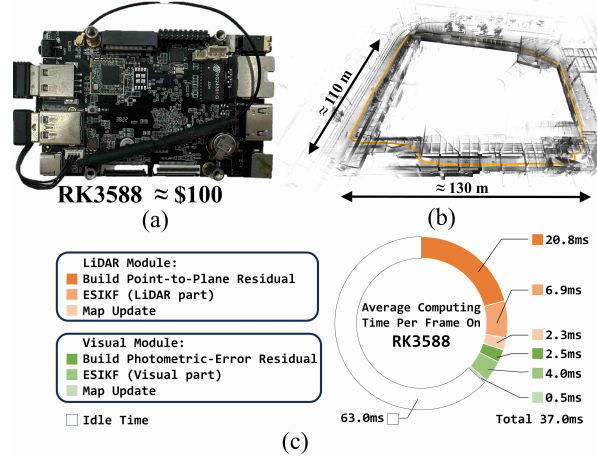 RK3588 ≈ $100
(a)
≈ 110 m
≈ 130 m
(b)
LiDAR Module:
Build Point-to-Plane Residual
ESIKF (LiDAR part)
Map Update
Visual Module:
Build Photometric-Error Residual
ESIKF (Visual part)
Map Update
Idle Time
Average Computing
Time Per Frame On
RK3588
20.8ms
6.9ms
2.3ms
2.5ms
4.0ms
0.5ms
63.0ms
Total 37.0ms
(c)